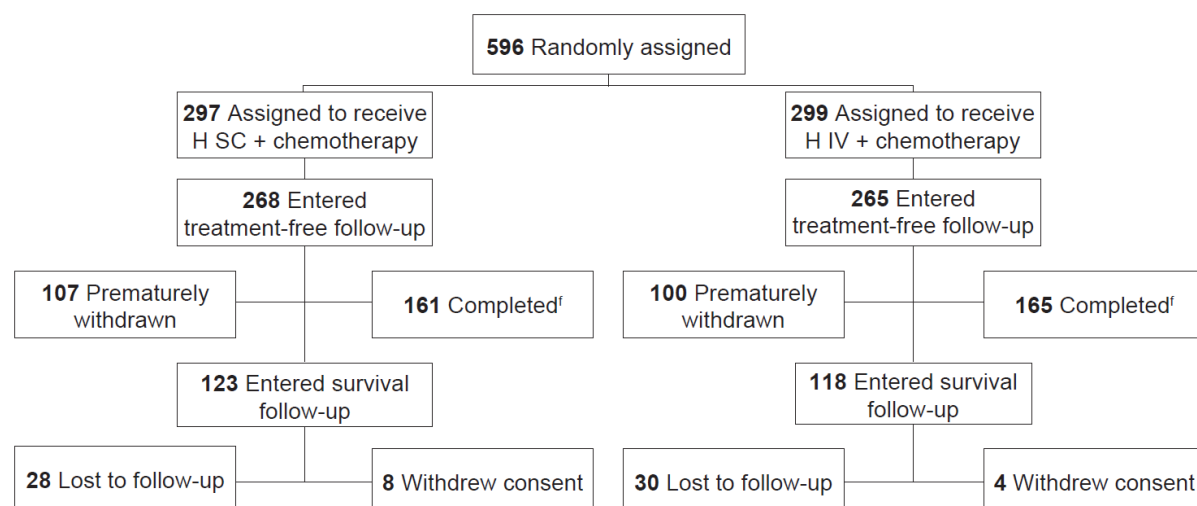 596 Randomly assigned
297 Assigned to receive
H SC + chemotherapy
299 Assigned to receive
H IV + chemotherapy
268 Entered
treatment-free follow-up
265 Entered
treatment-free follow-up
107 Prematurely
withdrawn
161 Completedᶠ
100 Prematurely
withdrawn
165 Completedᶠ
123 Entered survival
follow-up
118 Entered survival
follow-up
28 Lost to follow-up
8 Withdrew consent
30 Lost to follow-up
4 Withdrew consent